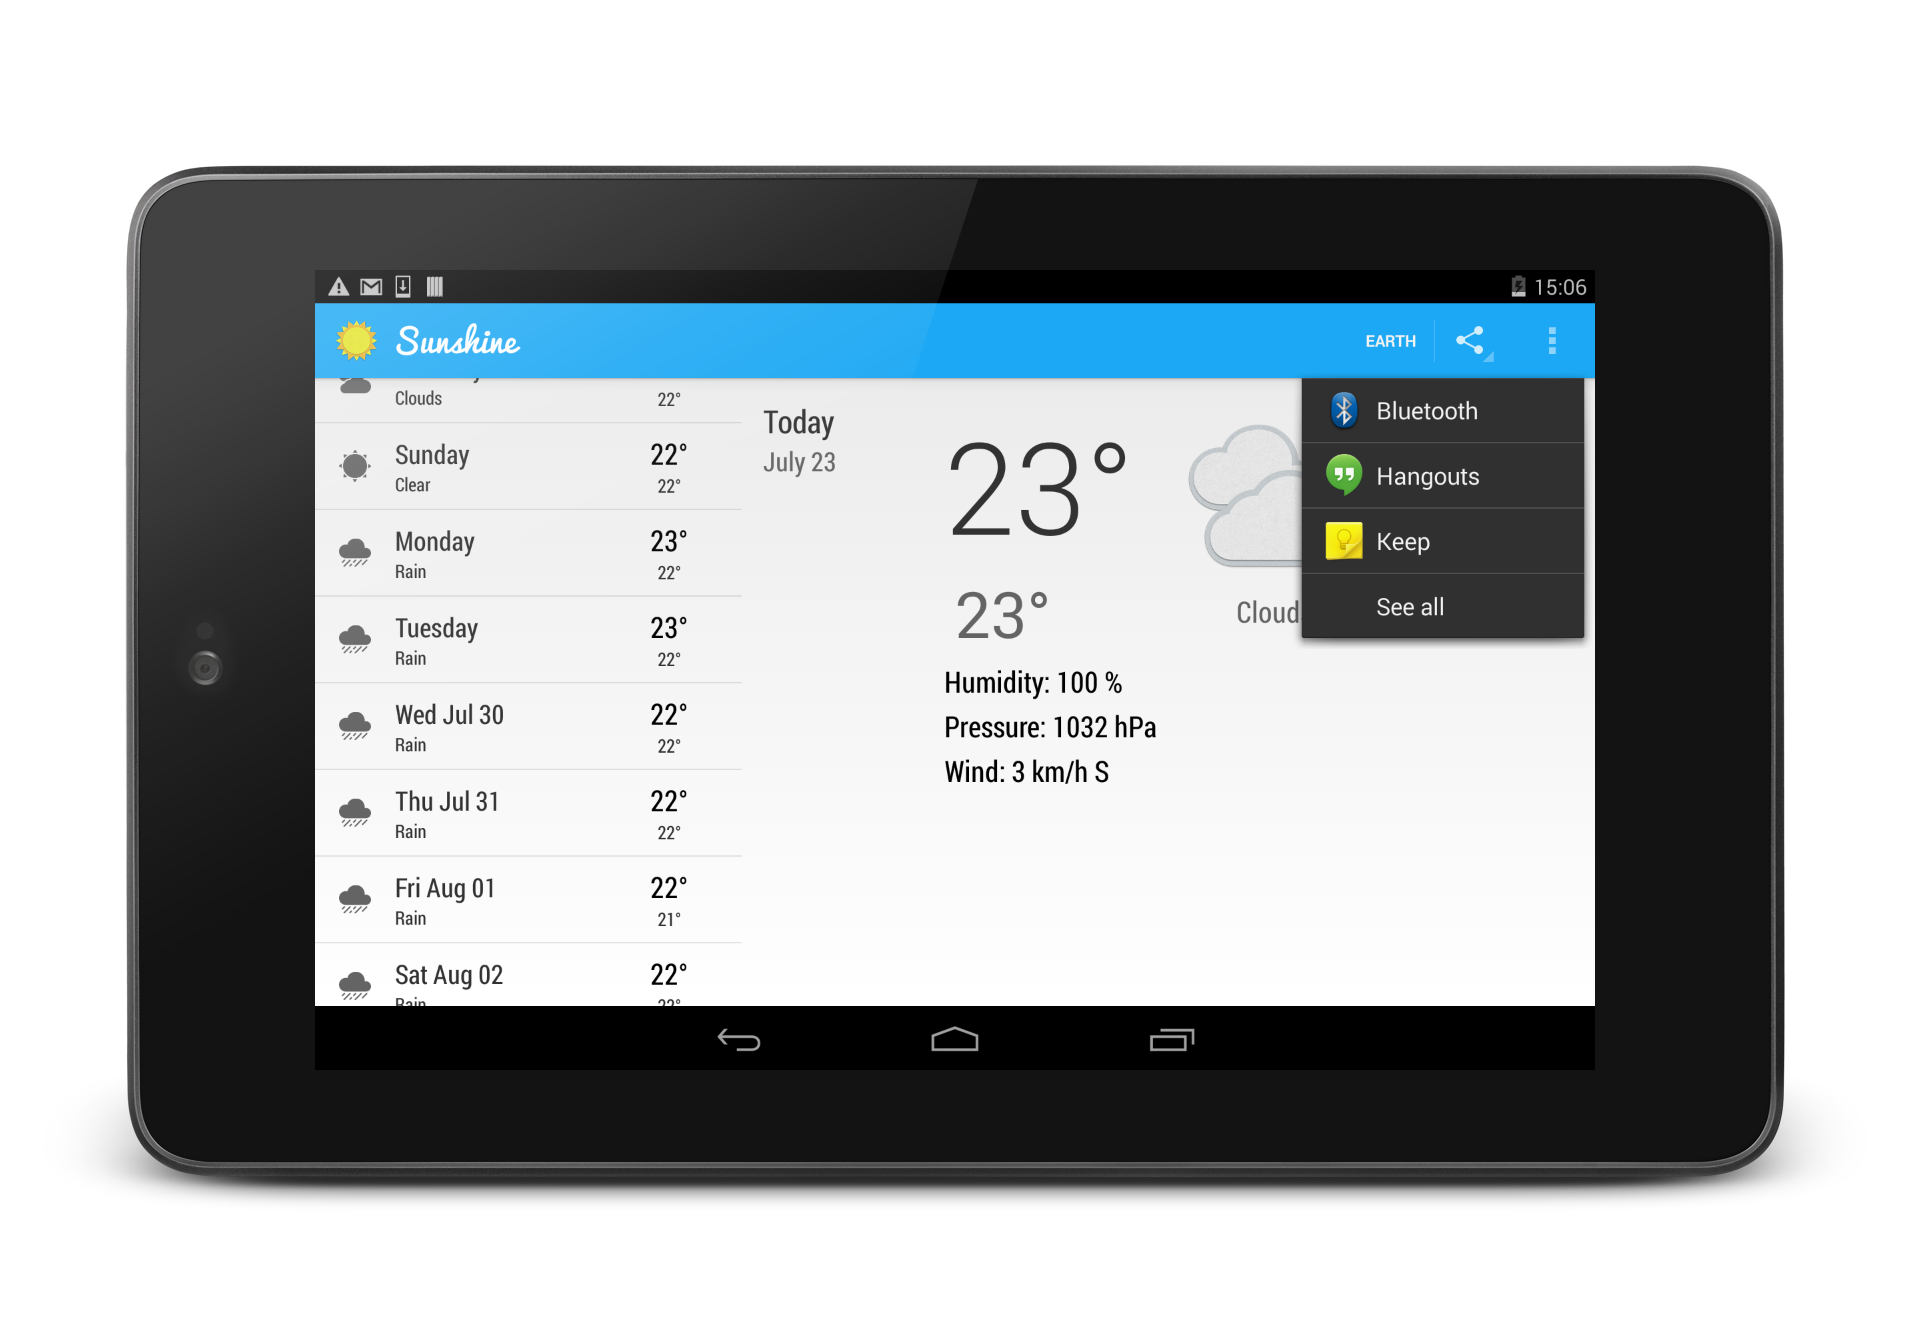 15:06
Sunshine
EARTH
Clouds
22°
Sunday
22°
Clear
22°
Monday
23°
Rain
22°
Tuesday
23°
Rain
22°
Wed Jul 30
22°
Rain
22°
Thu Jul 31
22°
Rain
22°
Fri Aug 01
22°
Rain
21°
Sat Aug 02
22°
Rain
22°
Today
July 23
23°
23°
Cloud
Humidity: 100 %
Pressure: 1032 hPa
Wind: 3 km/h S
Bluetooth
Hangouts
Keep
See all